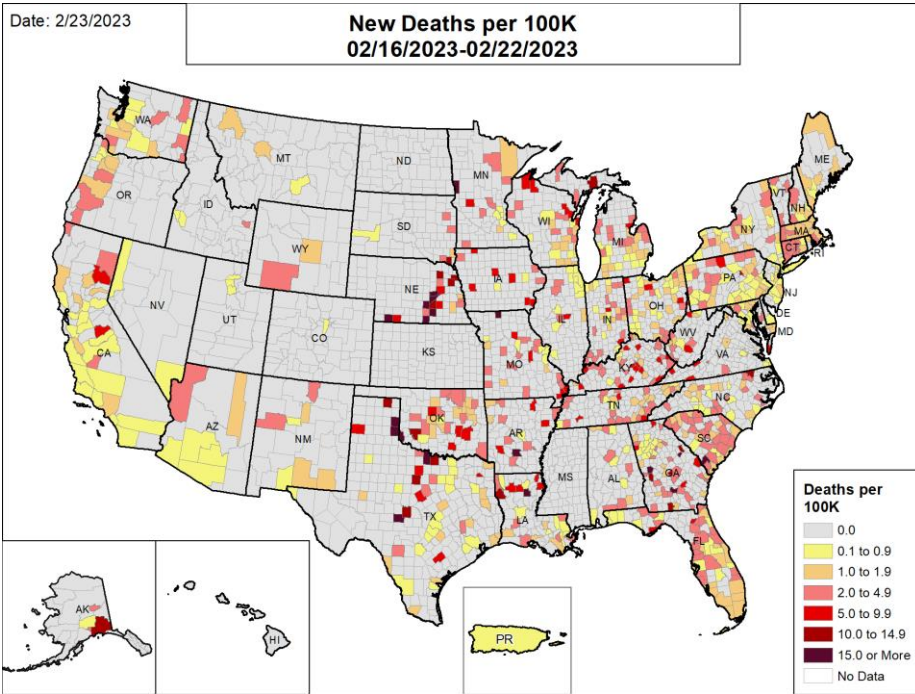 Date: 2/23/2023
New Deaths per 100K
02/16/2023-02/22/2023
WA
MT
ND
MN
ME
OR
ID
SD
WI
MI
VT
NH
NY
MA
CT
RI
WY
IA
NE
PA
NJ
NV
UT
CO
IL
IN
OH
DE
MD
CA
KS
MO
WV
KY
VA
AZ
NM
OK
AR
TN
NC
SC
MS
AL
GA
TX
LA
FL
AK
HI
PR
Deaths per
100K
0.0
0.1 to 0.9
1.0 to 1.9
2.0 to 4.9
5.0 to 9.9
10.0 to 14.9
15.0 or More
No Data